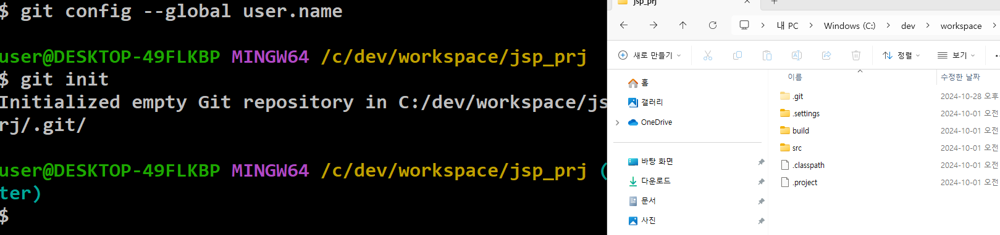 $ git config --global user.name
user@DESKTOP-49FLKBP MINGW64 /c/dev/workspace/jsp_prj
$ git init
Initialized empty Git repository in C:/dev/workspace/js
rj/.git/
user@DESKTOP-49FLKBP MINGW64 /c/dev/workspace/jsp_prj (
ter)
$
jsp_prj
내 PC > Windows (C:) > dev > workspace >
새로 만들기 정렬 보기
이름 수정한 날짜
홈
갤러리
OneDrive
바탕 화면
다운로드
문서
사진
.git 2024-10-28 오후
.settings 2024-10-01 오전
build 2024-10-01 오전
src 2024-10-01 오전
.classpath 2024-10-01 오전
.project 2024-10-01 오전